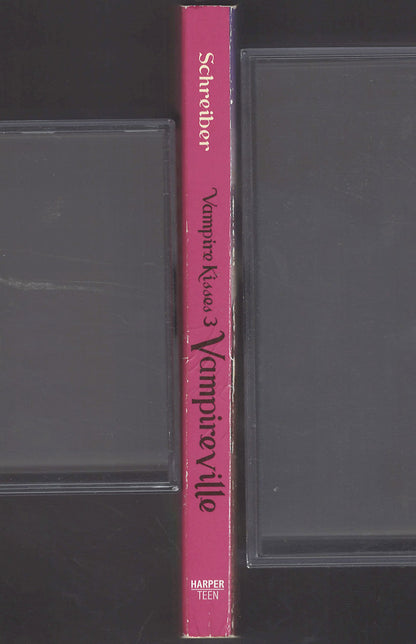 Schreiber
Vampire Kisses 3 Vampireville
HARPER
TEEN